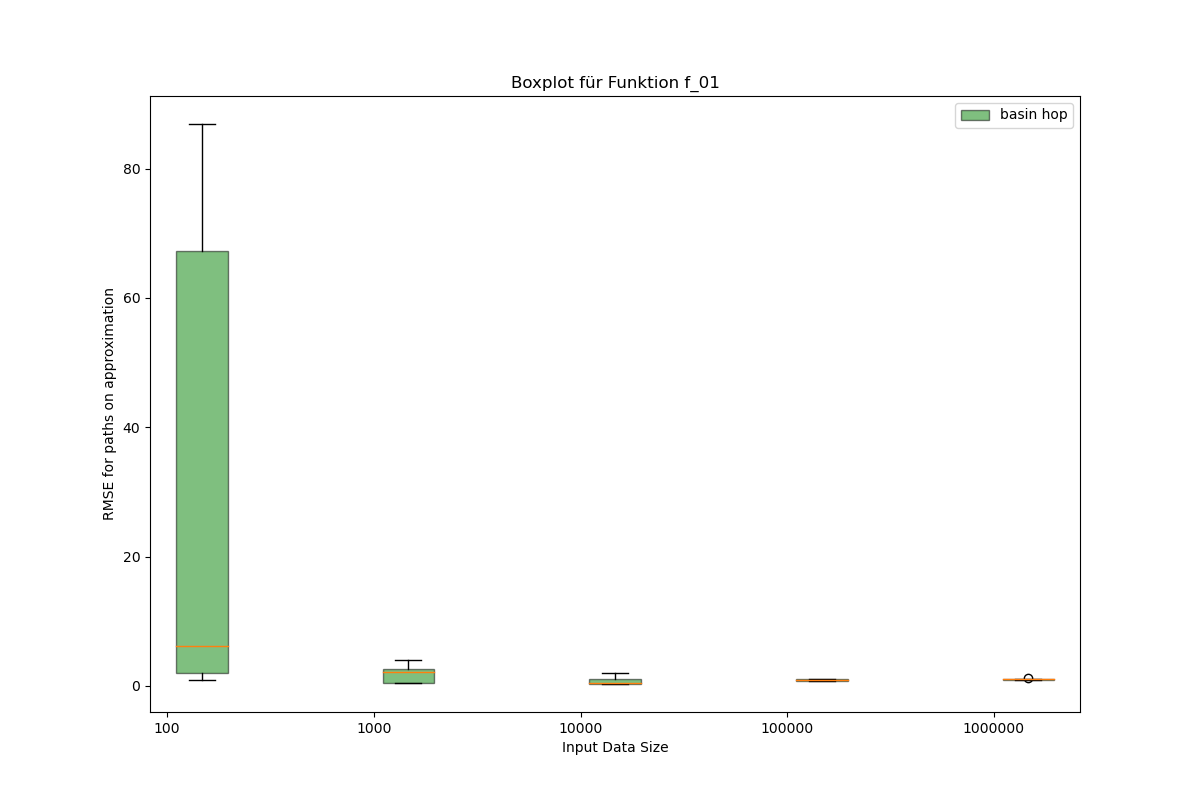 Boxplot für Funktion f_01
basin hop
RMSE for paths on approximation
80
60
40
20
0
100 1000 10000 100000 1000000
Input Data Size